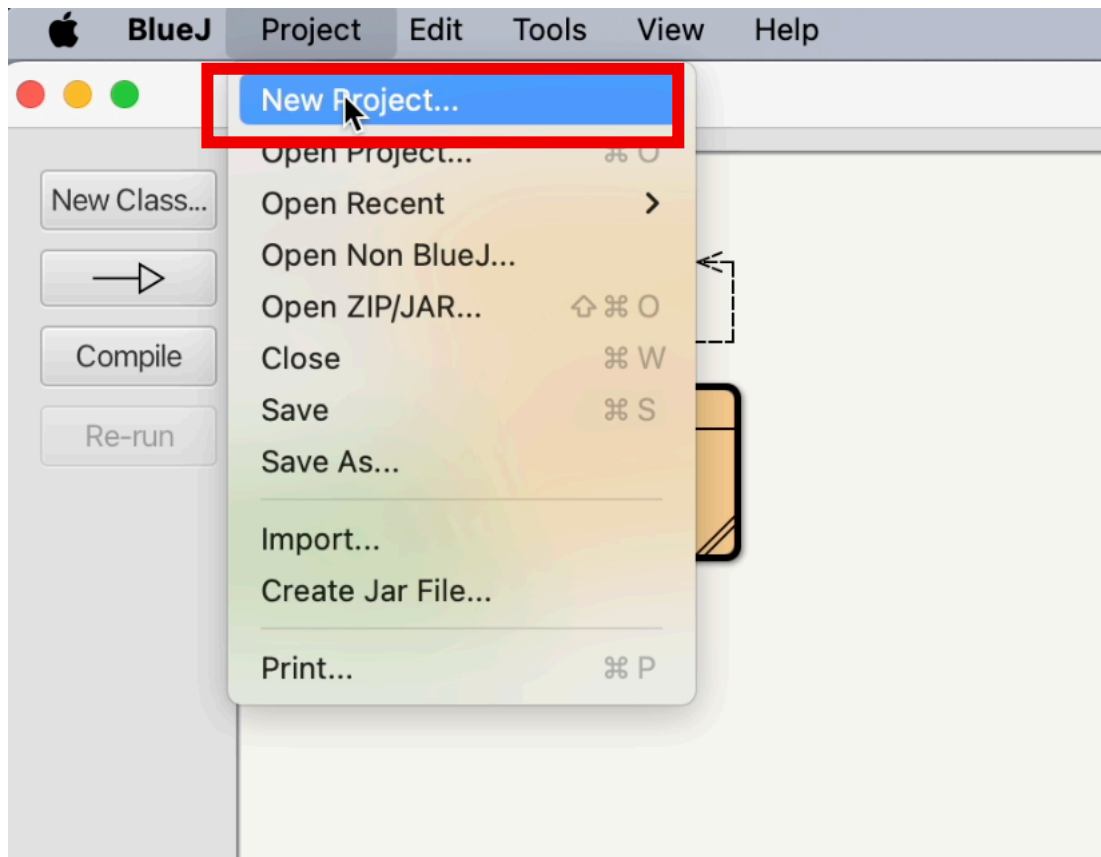 BlueJ Project Edit Tools View Help
New Project...
Open Project... ⌘ O
New Class...
Open Recent
Open Non BlueJ...
Open ZIP/JAR... ⇧ ⌘ O
Compile
Close ⌘ W
Save ⌘ S
Re-run
Save As...
Import...
Create Jar File...
Print... ⌘ P